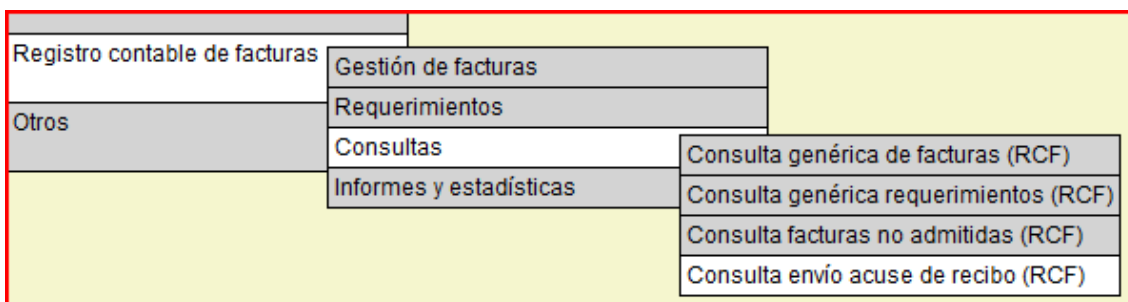 Registro contable de facturas
Gestión de facturas
Requerimientos
Otros
Consultas
Consulta genérica de facturas (RCF)
Informes y estadísticas
Consulta genérica requerimientos (RCF)
Consulta facturas no admitidas (RCF)
Consulta envío acuse de recibo (RCF)